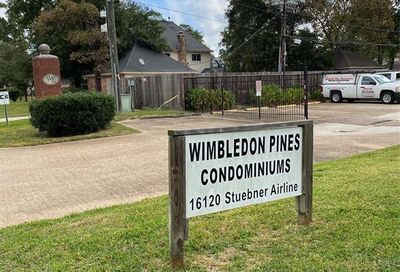 WIMBLEDON PINES
CONDOMINIUMS
16120 Stuebner Airline